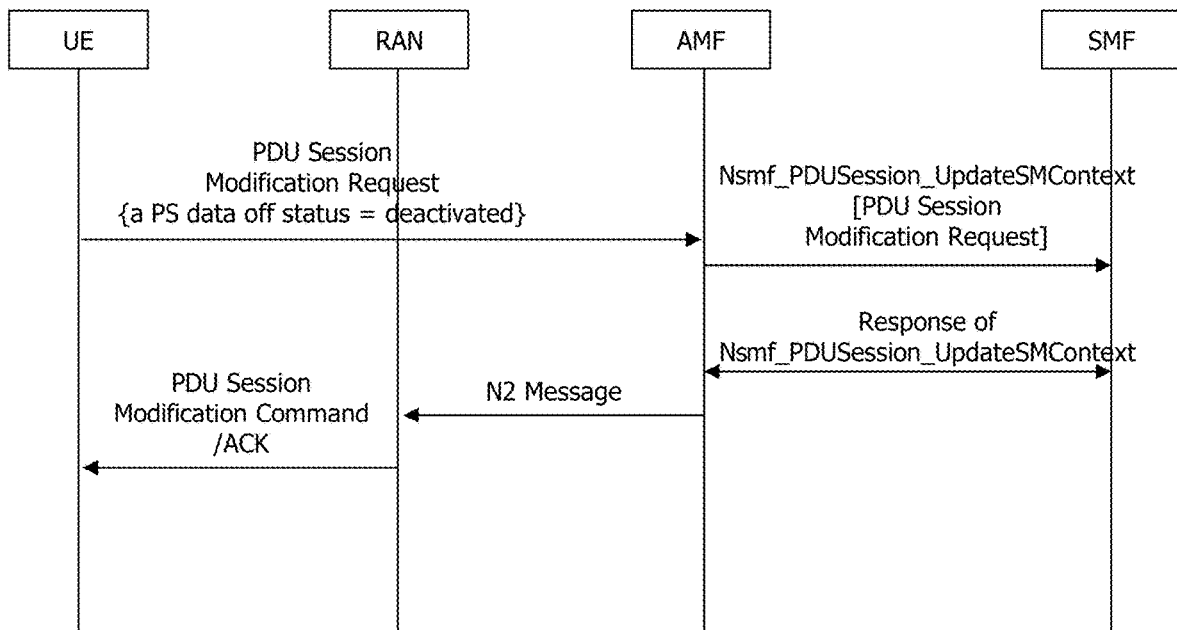 UE
RAN
AMF
SMF
PDU Session
Modification Request
{a PS data off status = deactivated}
Nsmf_PDUSession_UpdateSMContext
[PDU Session
Modification Request]
Response of
Nsmf_PDUSession_UpdateSMContext
N2 Message
PDU Session
Modification Command
/ACK